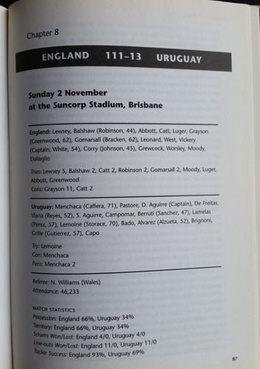 Chapter 8
ENGLAND 111–13 URUGUAY
Sunday 2 November
at the Suncorp Stadium, Brisbane
England: Lewsey, Balshaw (Robinson, 44), Abbott, Catt, Luger, Grayson
(Greenwood, 62), Gomarsall (Bracken, 62), Leonard, West, Vickery
(Captain; White, 54), Corry (Johnson, 45), Grewcock, Worsley, Moody,
Dallaglio
Tries: Lewsey 5, Balshaw 2, Catt 2, Robinson 2, Gomarsall 2, Moody, Luger,
Abbott, Greenwood
Cons: Grayson 11, Catt 2
Uruguay: Menchaca (Caffera, 71), Pastore, D. Aguirre (Captain), De Freitas,
Viana (Reyes, 52), S. Aguirre, Campomar, Berruti (Sanchez, 47), Lamelas
(Perez, 57), Lemoine (Storace, 70), Bado, Alvarez (Alzueta, 52), Brignoni,
Grille (Gutierrez, 57), Capo
Try: Lemoine
Con: Menchaca
Pens: Menchaca 2
Referee: N. Williams (Wales)
Attendance: 46,233
MATCH STATISTICS
Possession: England 66%, Uruguay 34%
Territory: England 66%, Uruguay 34%
Scrums Won/Lost: England 4/0, Uruguay 4/0
Line-outs Won/Lost: England 11/0, Uruguay 11/0
Tackle Success: England 93%, Uruguay 69%
67